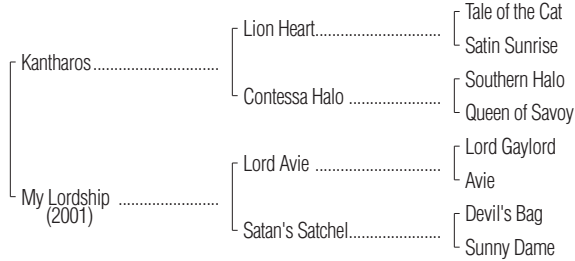 Tale of the Cat
Lion Heart
Satin Sunrise
Kantharos
Southern Halo
Contessa Halo
Queen of Savoy
Lord Gaylord
Lord Avie
Avie
My Lordship
(2001)
Devil's Bag
Satan's Satchel
Sunny Dame